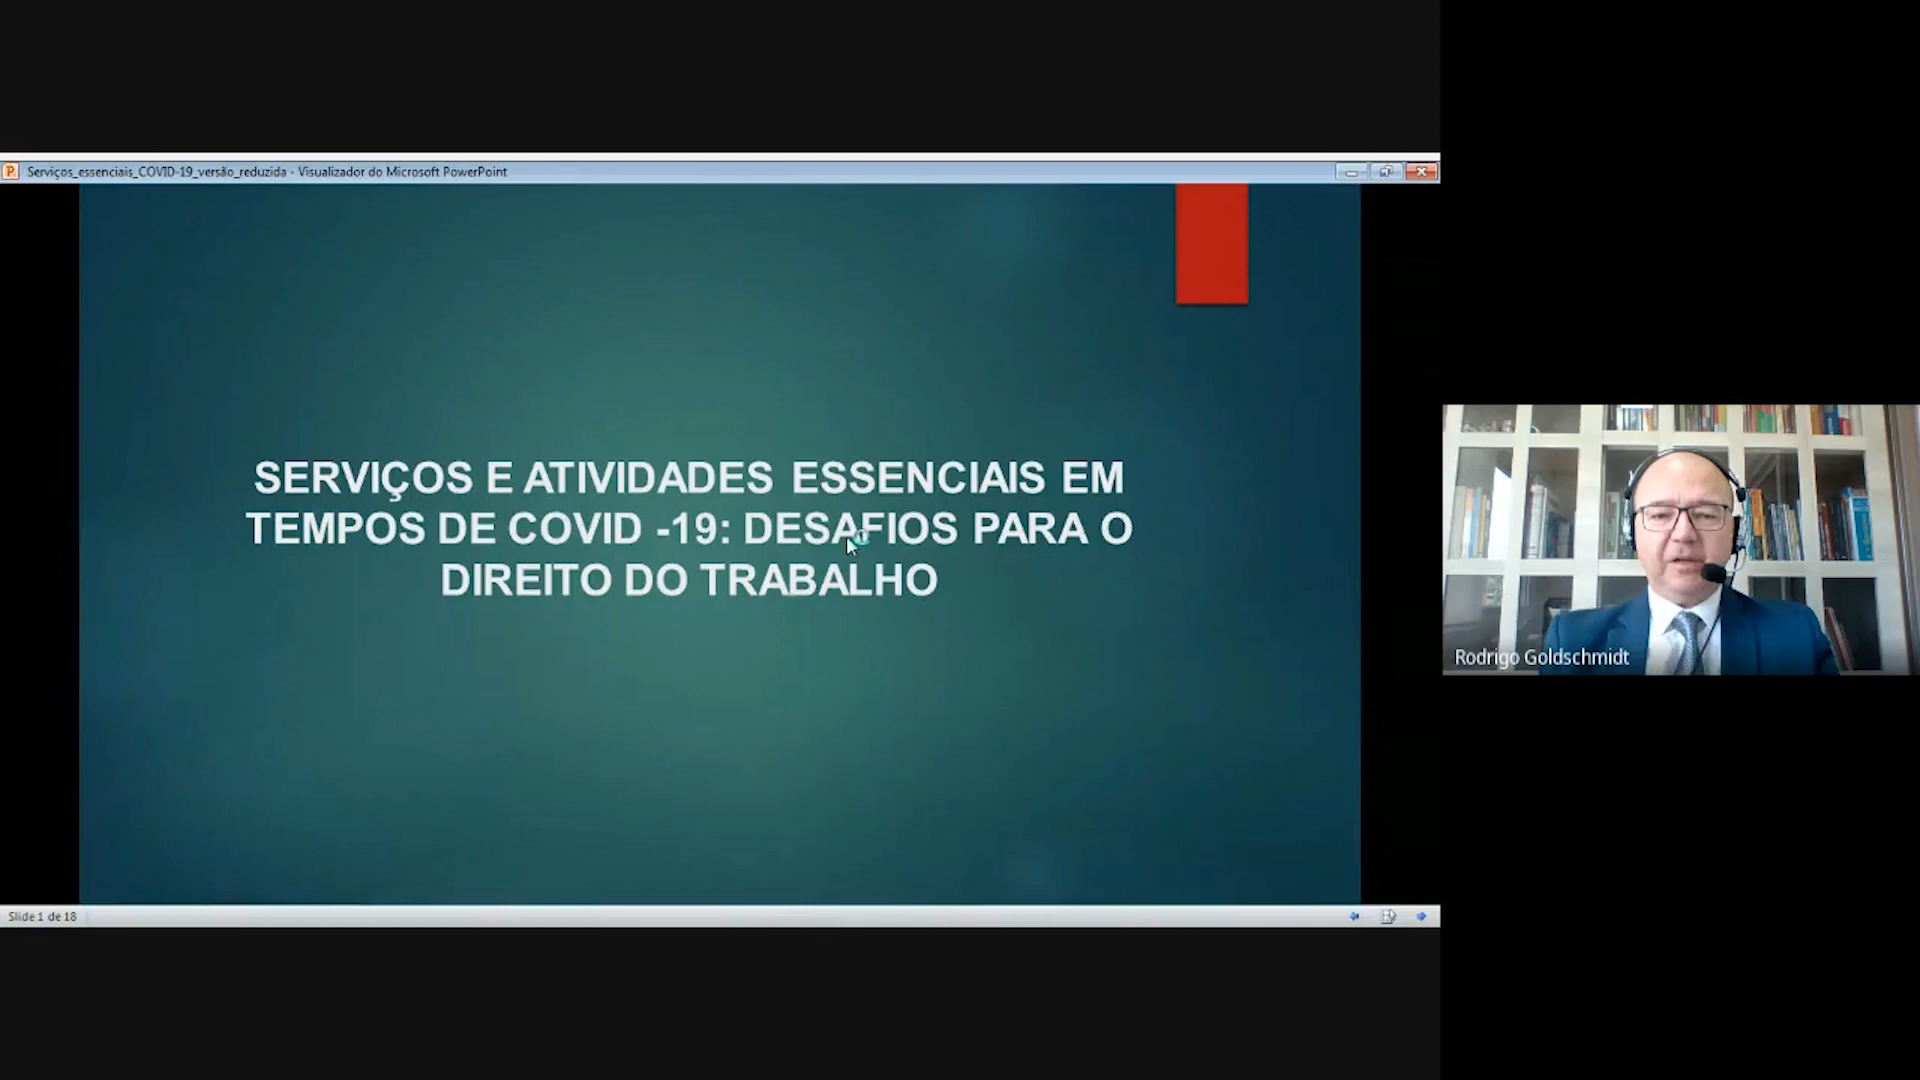 Serviços_essenciais_COVID-19_versão_reduzida - Visualizador do Microsoft PowerPoint
SERVIÇOS E ATIVIDADES ESSENCIAIS EM
TEMPOS DE COVID -19: DESAFIOS PARA O
DIREITO DO TRABALHO
Rodrigo Goldschmidt
Slide 1 de 18